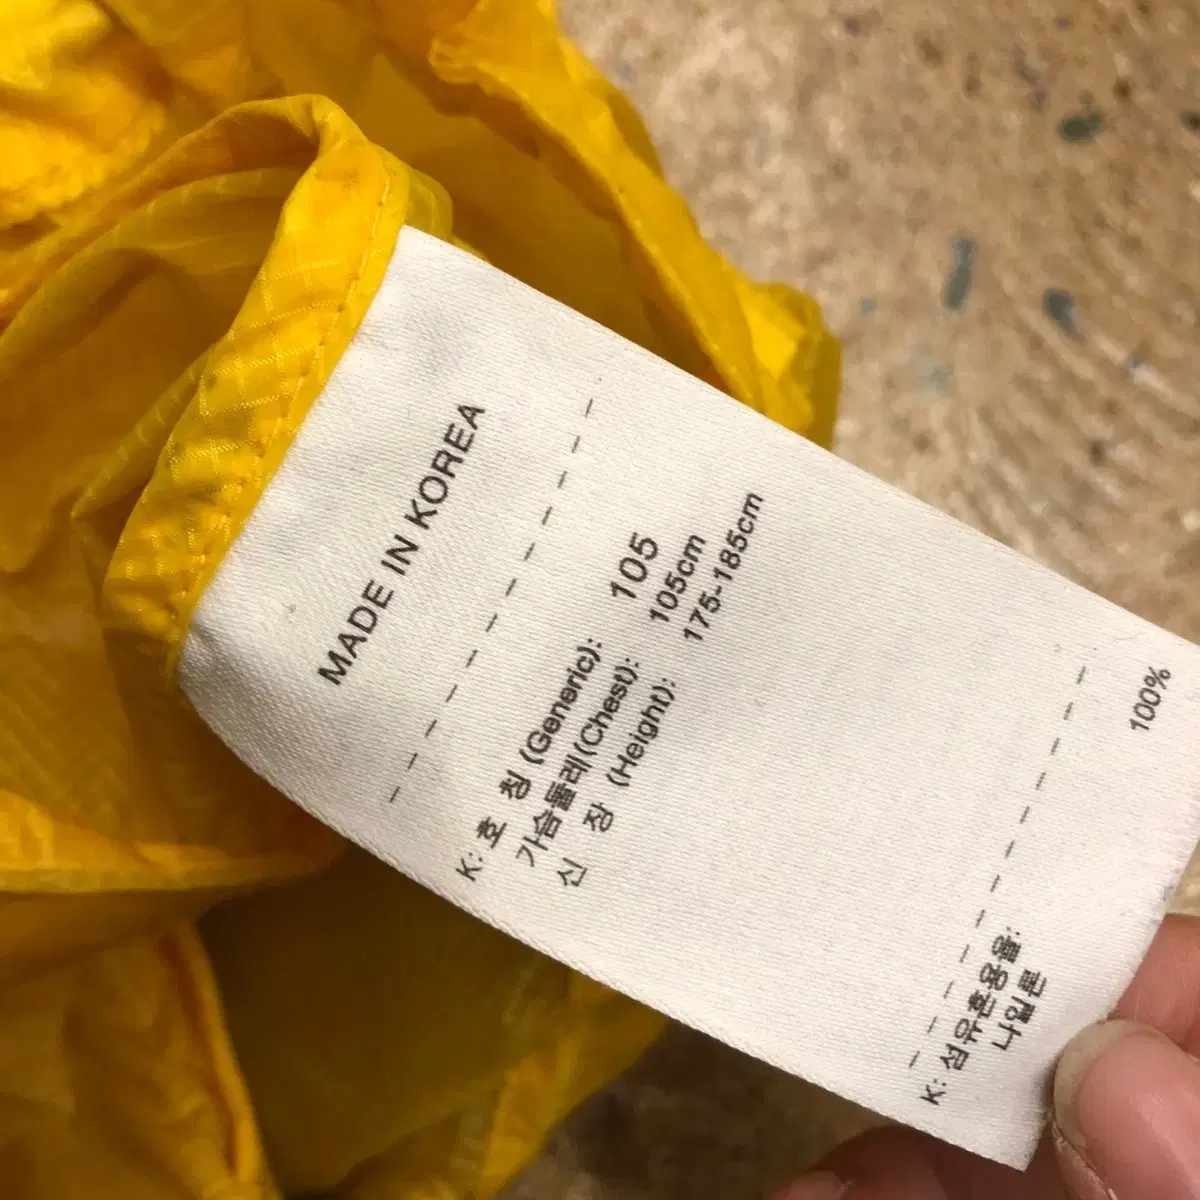 MADE IN KOREA
K: 호 칭 (Generic): 105
가슴둘레(Chest): 105cm
신 장 (Height): 175-185cm
K: 섬유혼용율:
나일론 100%